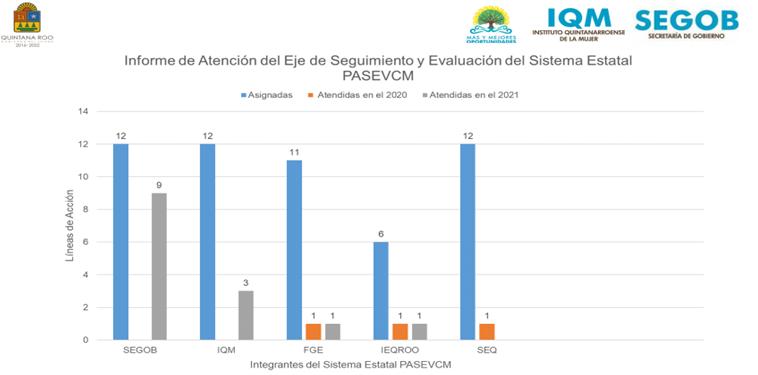 QUINTANA ROO
2016-2022
MÁS Y MEJORES
OPORTUNIDADES
IQM
INSTITUTO QUINTANARROENSE
DE LA MUJER
SEGOB
SECRETARÍA DE GOBIERNO
Informe de Atención del Eje de Seguimiento y Evaluación del Sistema Estatal
PASEVCM
Asignadas Atendidas en el 2020 Atendidas en el 2021
Líneas de Acción
14
12
10
8
6
4
2
0
12 9 12 3 11 1 1 6 1 1 12 1
SEGOB IQM FGE IEQROO SEQ
Integrantes del Sistema Estatal PASEVCM